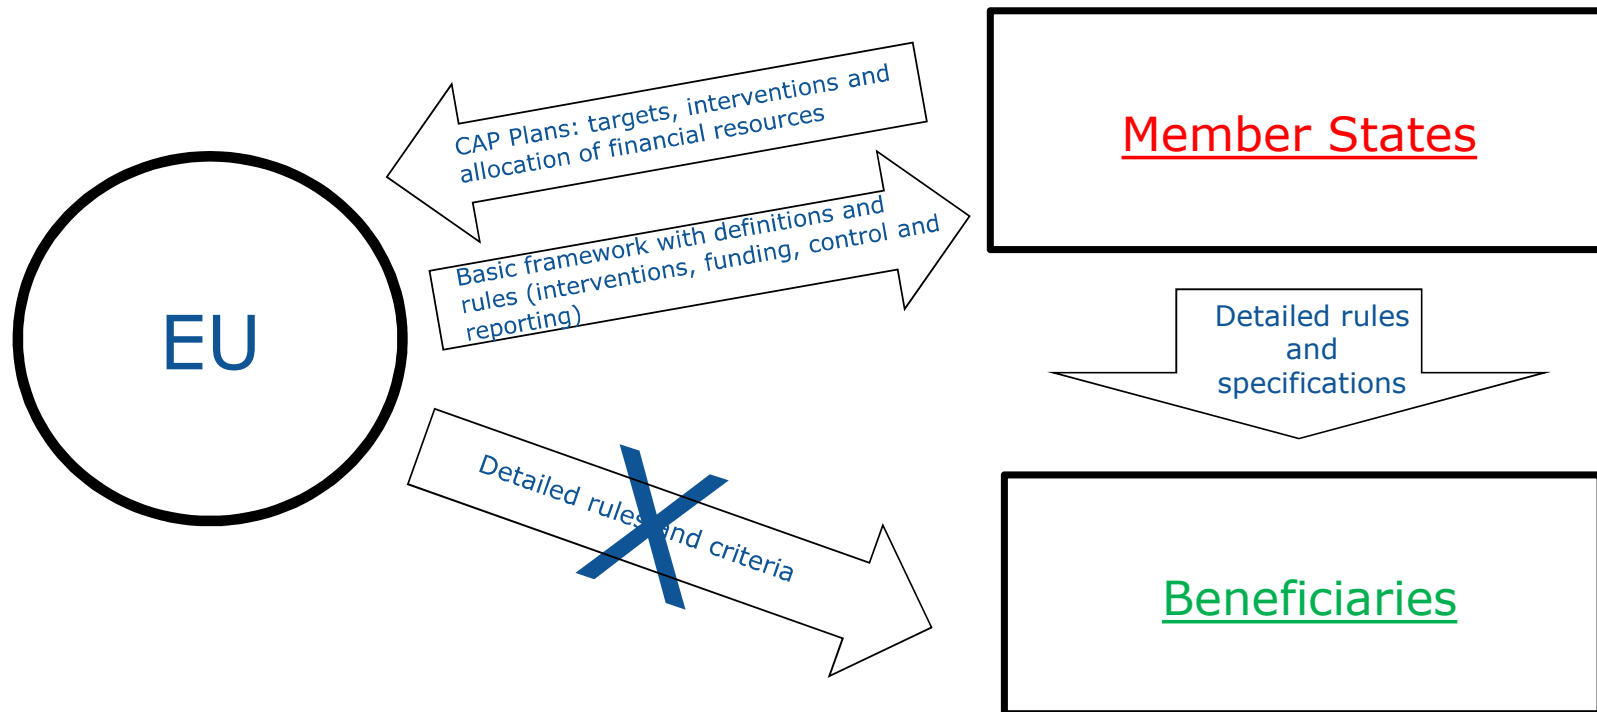 CAP Plans: targets, interventions and
allocation of financial resources
Member States
Basic framework with definitions and
rules (interventions, funding, control and
reporting)
EU
Detailed rules
and
specifications
Detailed rules and criteria
X
Beneficiaries